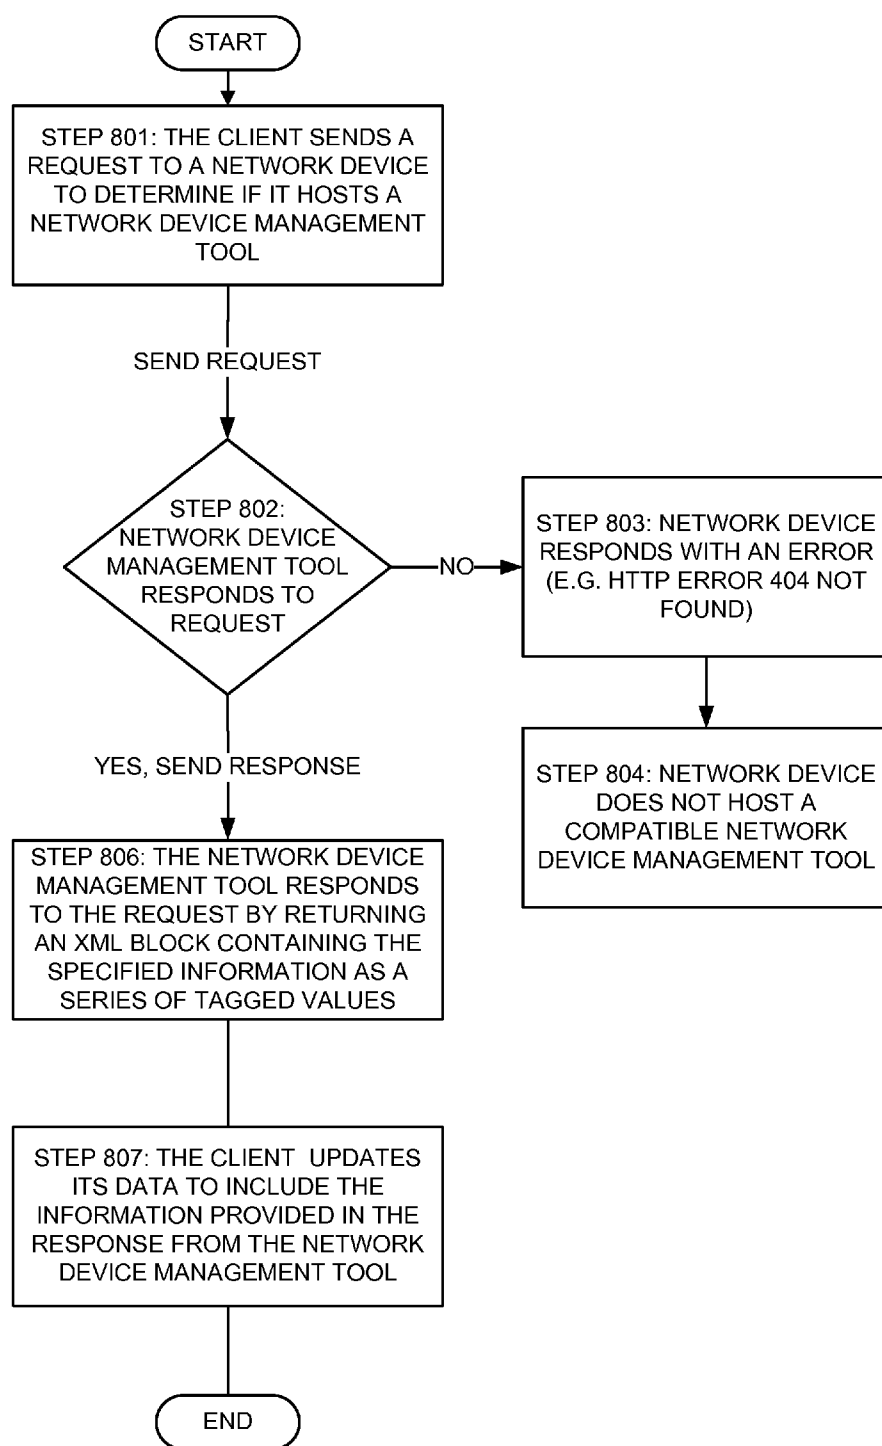 START
STEP 801: THE CLIENT SENDS A
REQUEST TO A NETWORK DEVICE
TO DETERMINE IF IT HOSTS A
NETWORK DEVICE MANAGEMENT
TOOL
SEND REQUEST
STEP 802:
NETWORK DEVICE
MANAGEMENT TOOL
RESPONDS TO
REQUEST
NO
STEP 803: NETWORK DEVICE
RESPONDS WITH AN ERROR
(E.G. HTTP ERROR 404 NOT
FOUND)
STEP 804: NETWORK DEVICE
DOES NOT HOST A
COMPATIBLE NETWORK
DEVICE MANAGEMENT TOOL
YES, SEND RESPONSE
STEP 806: THE NETWORK DEVICE
MANAGEMENT TOOL RESPONDS
TO THE REQUEST BY RETURNING
AN XML BLOCK CONTAINING THE
SPECIFIED INFORMATION AS A
SERIES OF TAGGED VALUES
STEP 807: THE CLIENT  UPDATES
ITS DATA TO INCLUDE THE
INFORMATION PROVIDED IN THE
RESPONSE FROM THE NETWORK
DEVICE MANAGEMENT TOOL
END